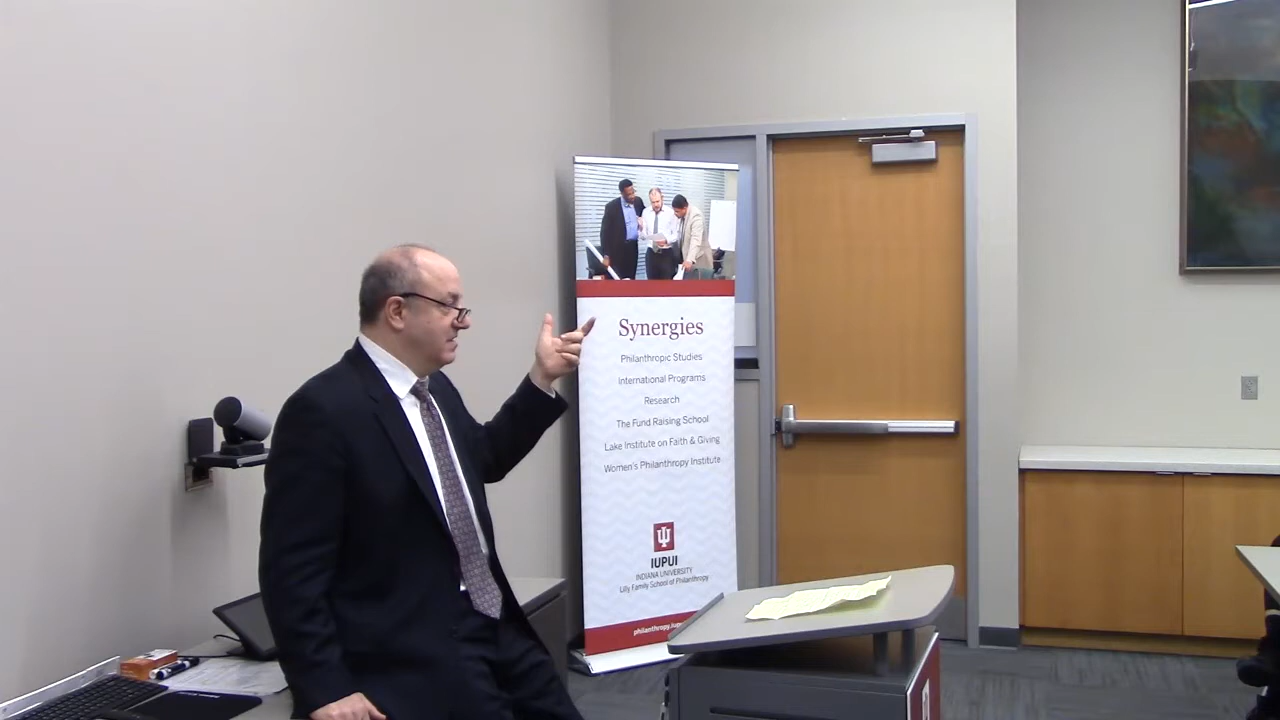 Synergies
Philanthropic Studies
International Programs
Research
The Fund Raising School
Lake Institute on Faith & Giving
Women's Philanthropy Institute
IUPUI
INDIANA UNIVERSITY
Lilly Family School of Philanthropy